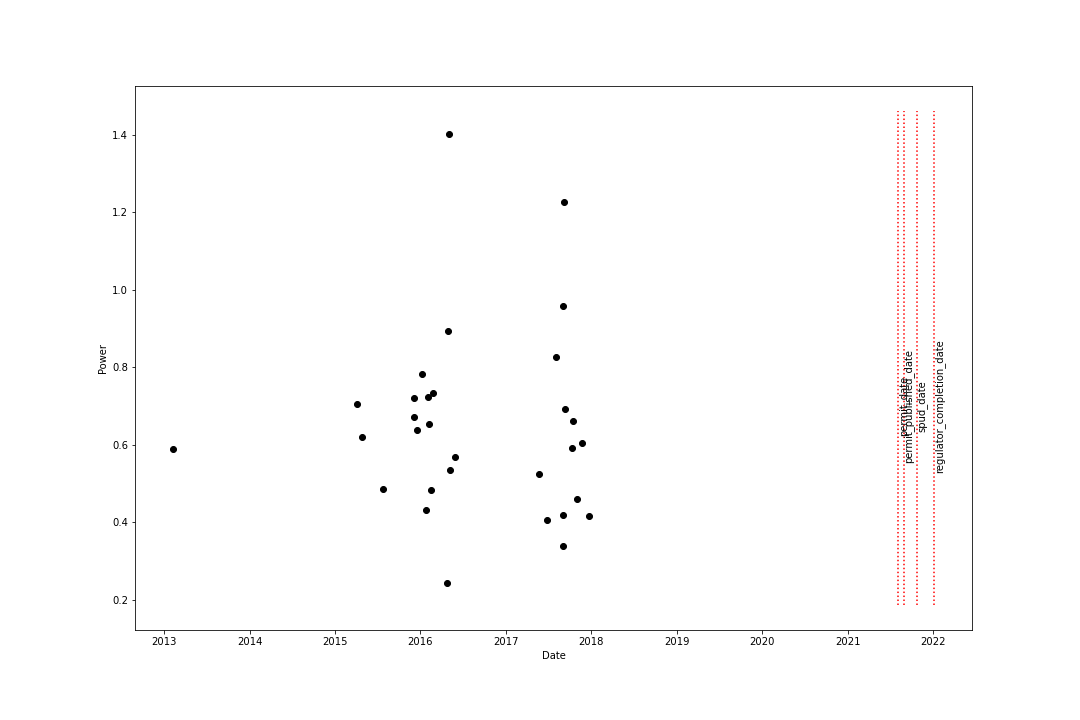 1.4
1.2
1.0
0.8
0.6
0.4
0.2
Power
permit_date
permit_published_date
spud_date
regulator_completion_date
2013 2014 2015 2016 2017 2018 2019 2020 2021 2022
Date